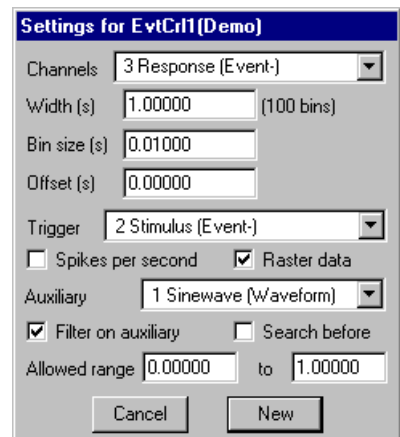 Settings for EvtCrl1(Demo)
Channels 3 Response (Event-)
Width (s) 1.00000 (100 bins)
Bin size (s) 0.01000
Offset (s) 0.00000
Trigger 2 Stimulus (Event-)
Spikes per second Raster data
Auxiliary 1 Sinewave (Waveform)
Filter on auxiliary Search before
Allowed range 0.00000 to 1.00000
Cancel New